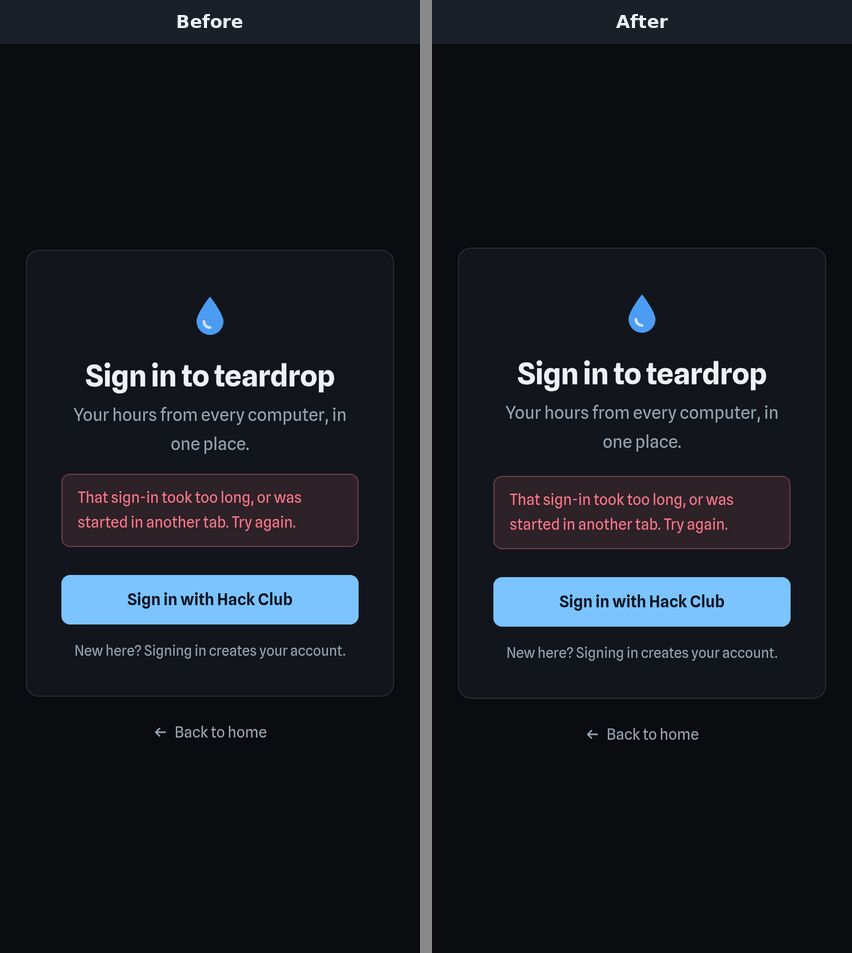 Before
Sign in to teardrop
Your hours from every computer, in
one place.
That sign-in took too long, or was
started in another tab. Try again.
Sign in with Hack Club
New here? Signing in creates your account.
← Back to home
After
Sign in to teardrop
Your hours from every computer, in
one place.
That sign-in took too long, or was
started in another tab. Try again.
Sign in with Hack Club
New here? Signing in creates your account.
← Back to home